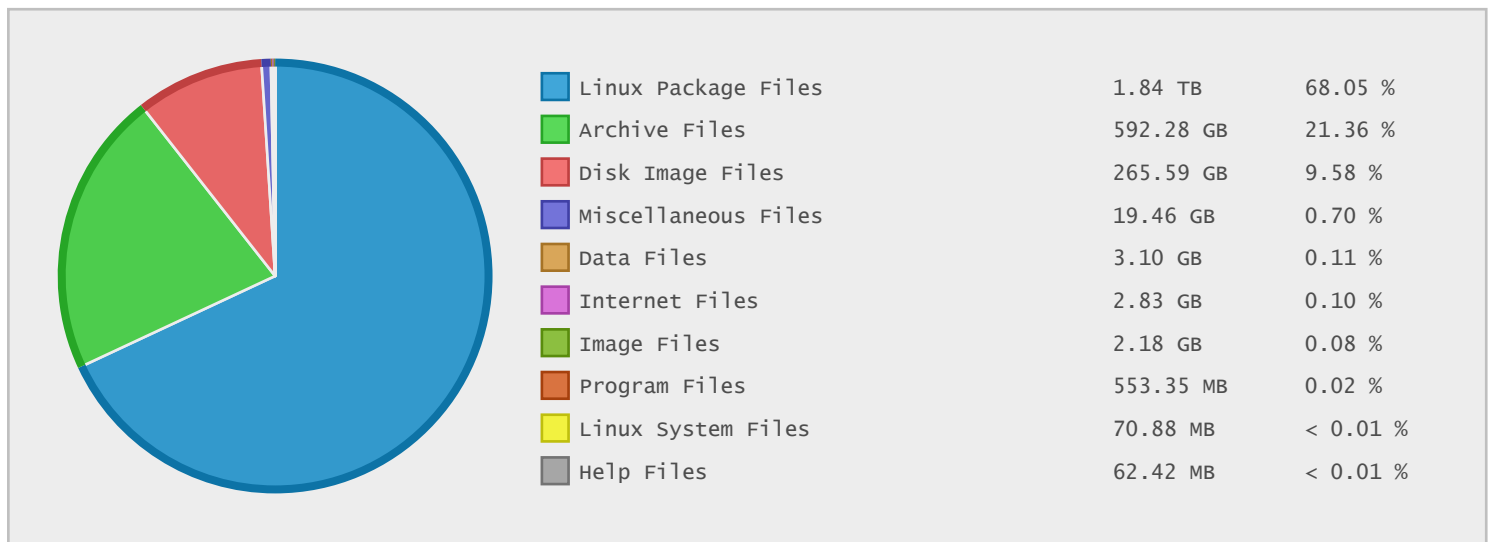 Linux Package Files 1.84 TB 68.05 %
Archive Files 592.28 GB 21.36 %
Disk Image Files 265.59 GB 9.58 %
Miscellaneous Files 19.46 GB 0.70 %
Data Files 3.10 GB 0.11 %
Internet Files 2.83 GB 0.10 %
Image Files 2.18 GB 0.08 %
Program Files 553.35 MB 0.02 %
Linux System Files 70.88 MB < 0.01 %
Help Files 62.42 MB < 0.01 %